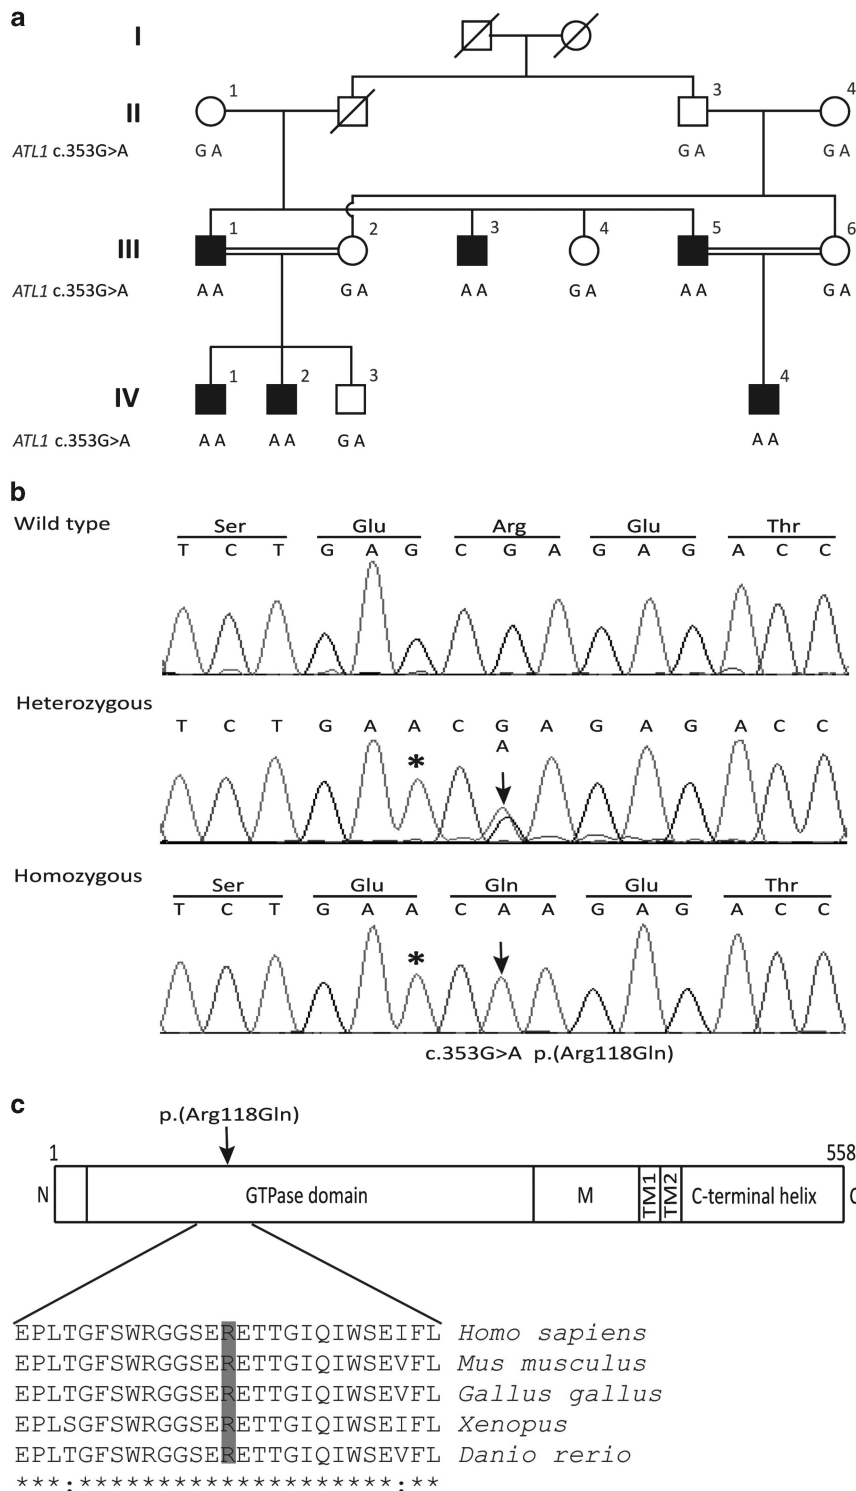 a
I
1 3 4
II
ATL1 c.353G>A G A G A G A
1 2 3 4 5 6
III
ATL1 c.353G>A A A G A A A G A A A G A
1 2 3 4
IV
ATL1 c.353G>A A A A A G A A A
b
Wild type
Ser Glu Arg Glu Thr
T C T G A G C G A G A G A C C
Heterozygous
T C T G A A C G A G A G A C C
A
*
Homozygous
Ser Glu Gln Glu Thr
T C T G A A C A A G A G A C C
*
c.353G>A p.(Arg118Gln)
c
p.(Arg118Gln)
1 558
N GTPase domain M TM1 TM2 C-terminal helix C
EPLTGFSWRGGSERETTGIQIWSEIFL Homo sapiens
EPLTGFSWRGGSERETTGIQIWSEVFL Mus musculus
EPLTGFSWRGGSERETTGIQIWSEVFL Gallus gallus
EPLSGFSWRGGSERETTGIQIWSEIFL Xenopus
EPLTGFSWRGGSERETTGIQIWSEVFL Danio rerio
***:********************:**